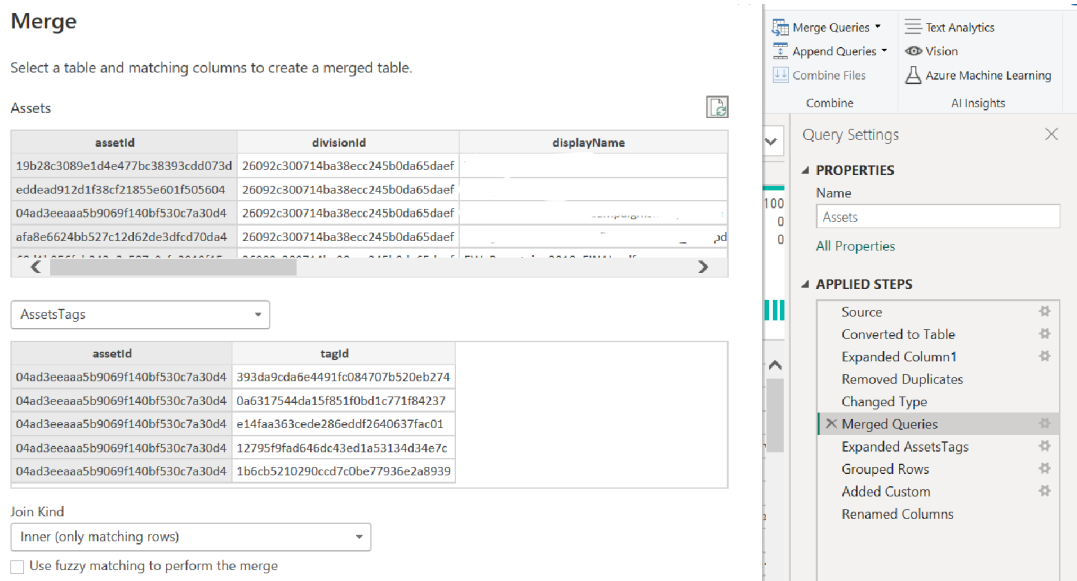 Merge
Select a table and matching columns to create a merged table.
Assets
assetId divisionId displayName
19b28c3089e1d4e477bc38393cdd073d 26092c300714ba38ecc245b0da65daef
eddead912d1f38cf21855e601f505604 26092c300714ba38ecc245b0da65daef
04ad3eeaaa5b9069f140bf530c7a30d4 26092c300714ba38ecc245b0da65daef
afa8e6624bb527c12d62de3dfcd70da4 26092c300714ba38ecc245b0da65daef
AssetsTags
assetId tagId
04ad3eeaaa5b9069f140bf530c7a30d4 393da9cda6e4491fc084707b520eb274
04ad3eeaaa5b9069f140bf530c7a30d4 0a6317544da15f851f0bd1c771f84237
04ad3eeaaa5b9069f140bf530c7a30d4 e14faa363cede286eddf2640637fac01
04ad3eeaaa5b9069f140bf530c7a30d4 12795f9fad646dc43ed1a53134d34e7c
04ad3eeaaa5b9069f140bf530c7a30d4 1b6cb5210290ccd7c0be77936e2a8939
Join Kind
Inner (only matching rows)
Use fuzzy matching to perform the merge
Merge Queries
Append Queries
Combine Files
Combine
Text Analytics
Vision
Azure Machine Learning
AI Insights
100
0
0
Query Settings
PROPERTIES
Name
Assets
All Properties
APPLIED STEPS
Source
Converted to Table
Expanded Column1
Removed Duplicates
Changed Type
Merged Queries
Expanded AssetsTags
Grouped Rows
Added Custom
Renamed Columns